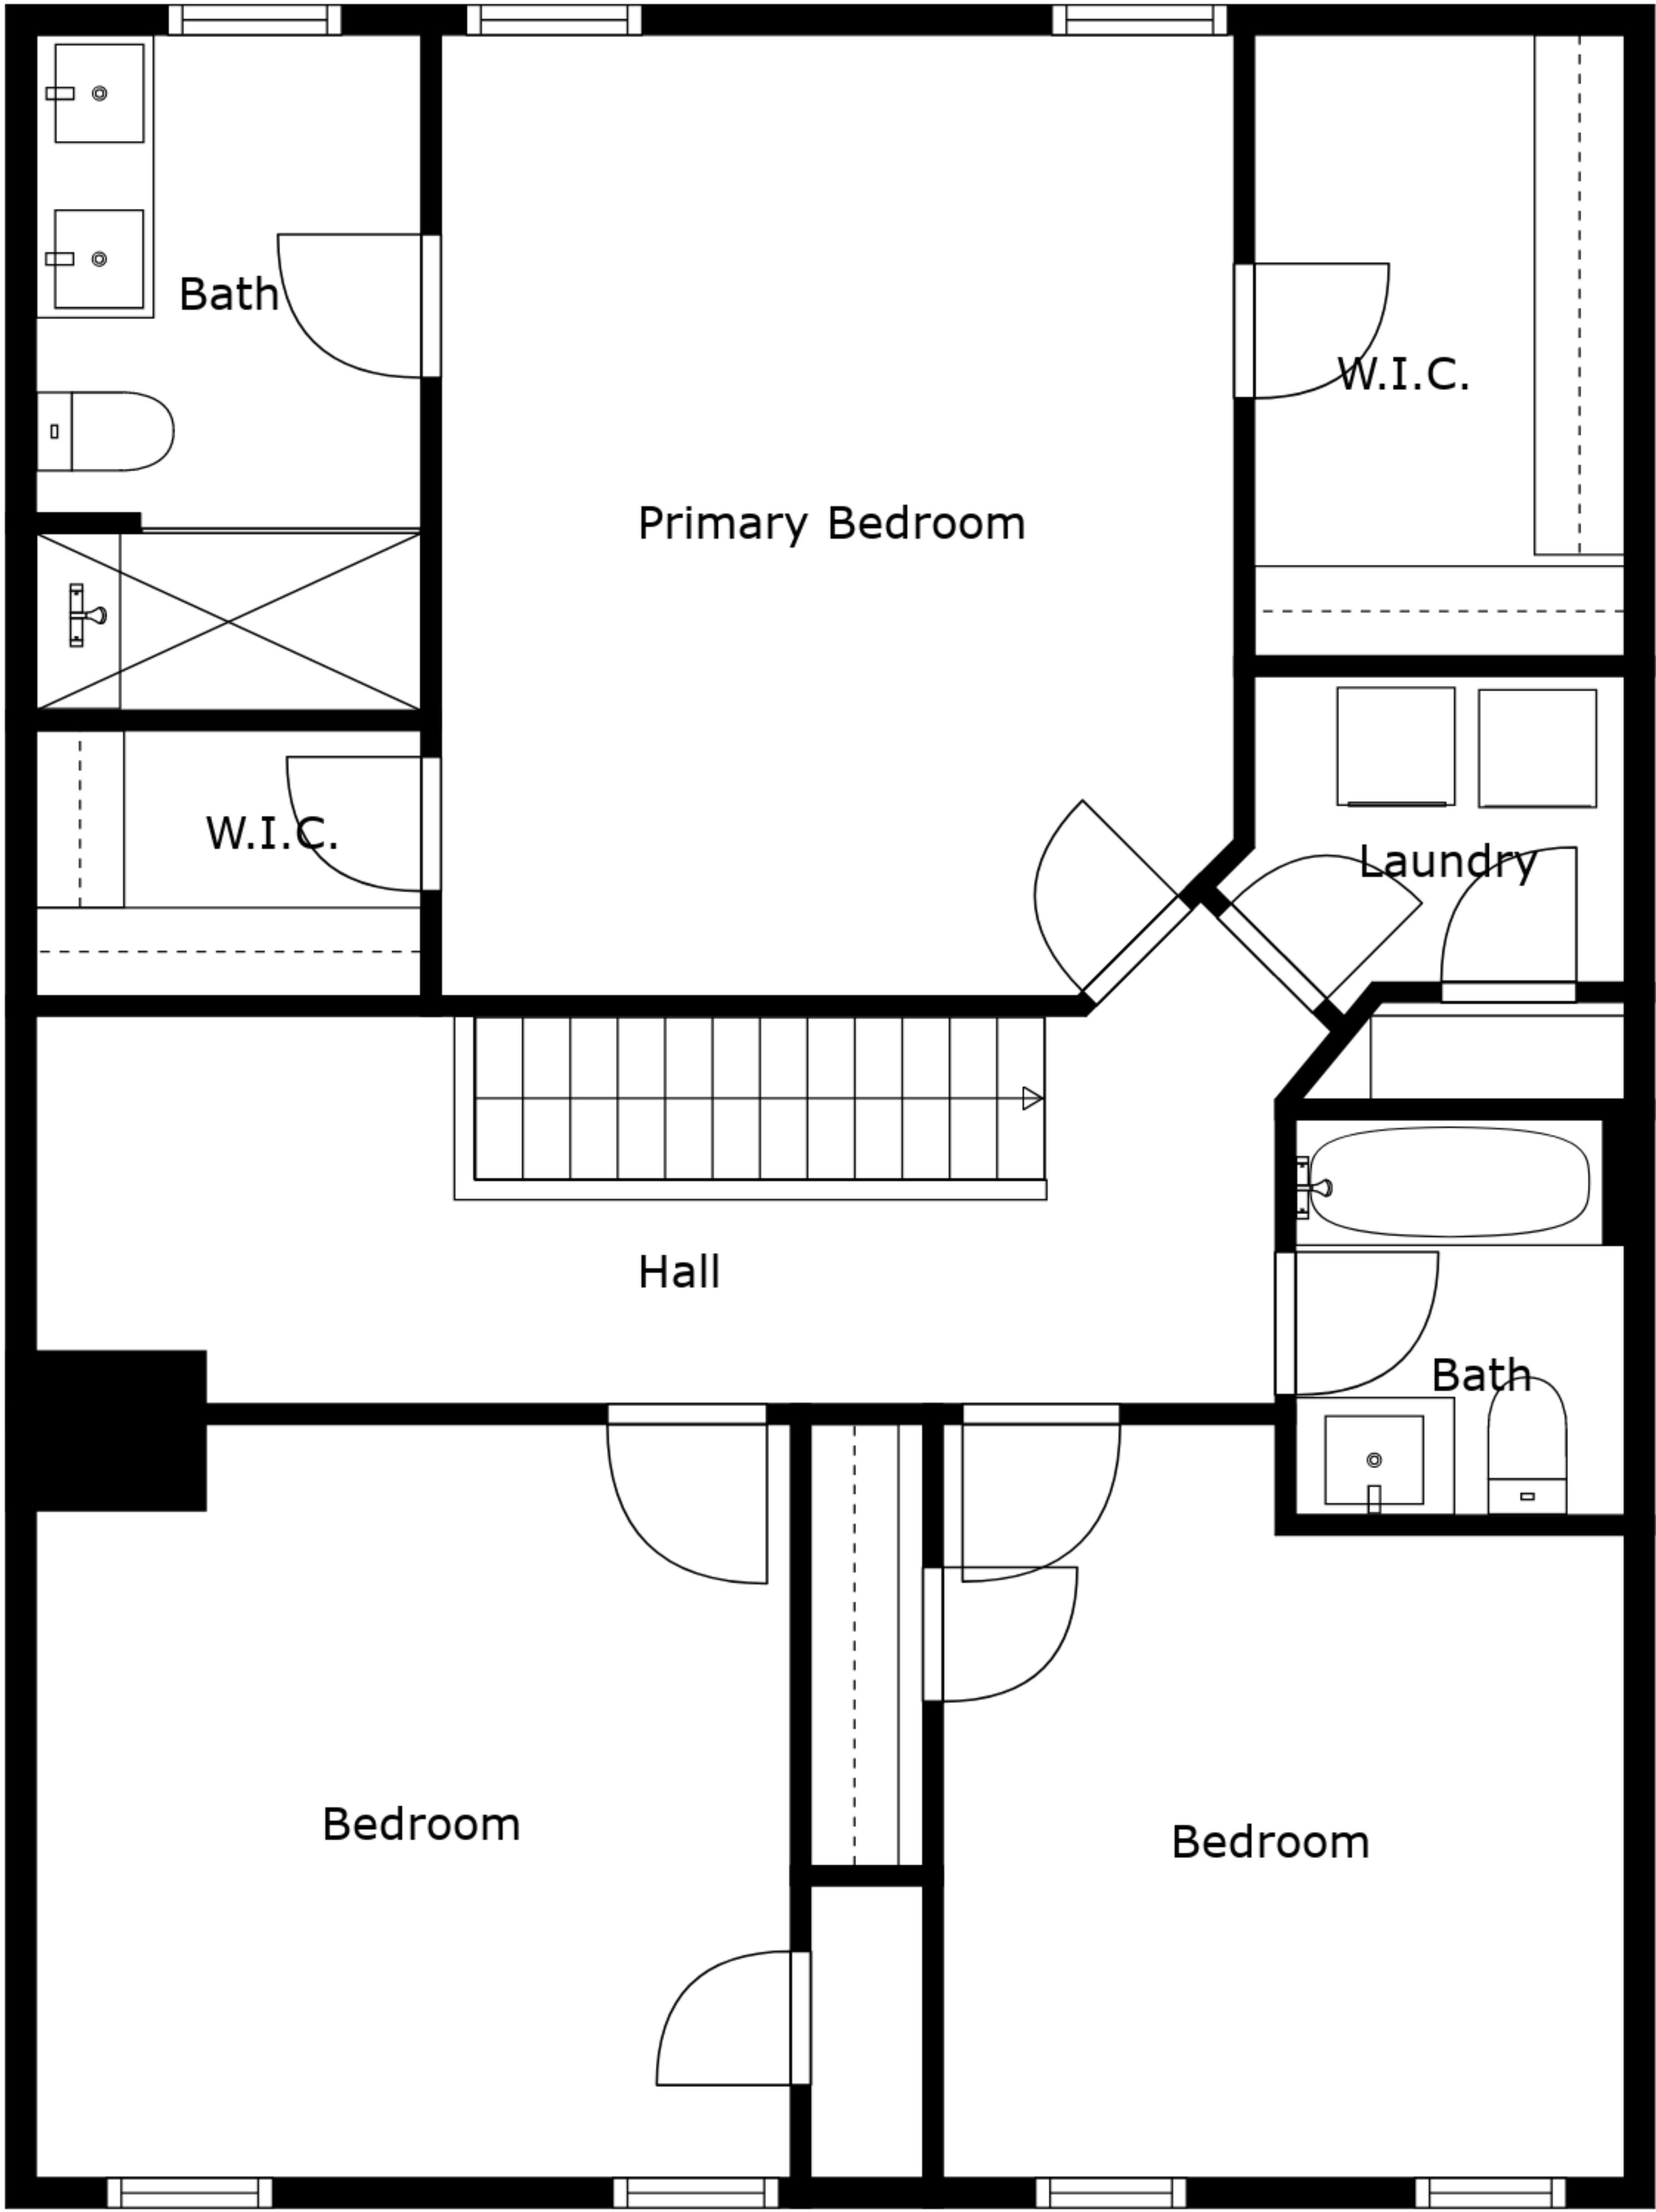 Bath
W.I.C.
Primary Bedroom
W.I.C.
Laundry
Hall
Bath
Bedroom
Bedroom